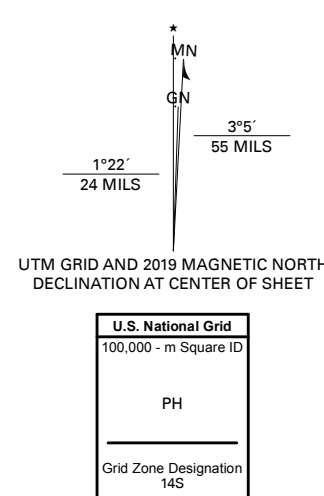 ★
MN
GN
3°5´
55 MILS
1°22´
24 MILS
UTM GRID AND 2019 MAGNETIC NORTH
DECLINATION AT CENTER OF SHEET
U.S. National Grid
100,000 - m Square ID
PH
Grid Zone Designation
14S